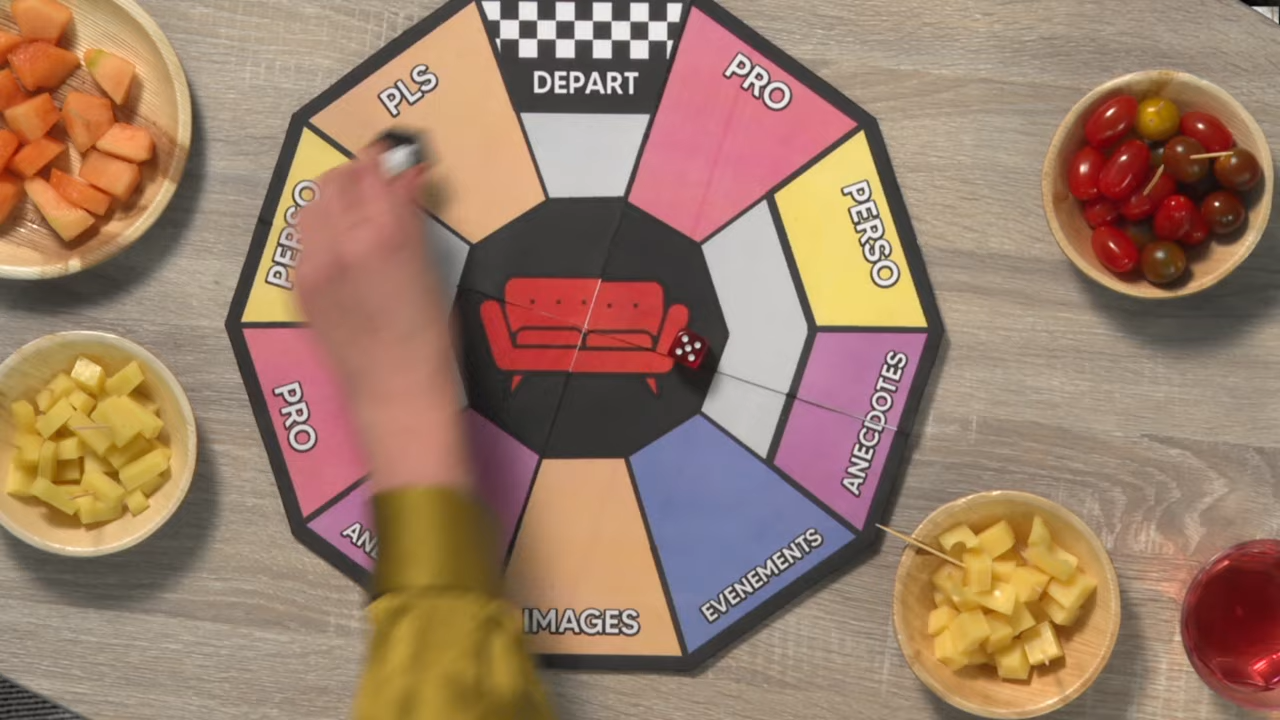 DEPART
PRO
PERSO
ANECDOTES
EVENEMENTS
IMAGES
PRO
PERSO
PLS